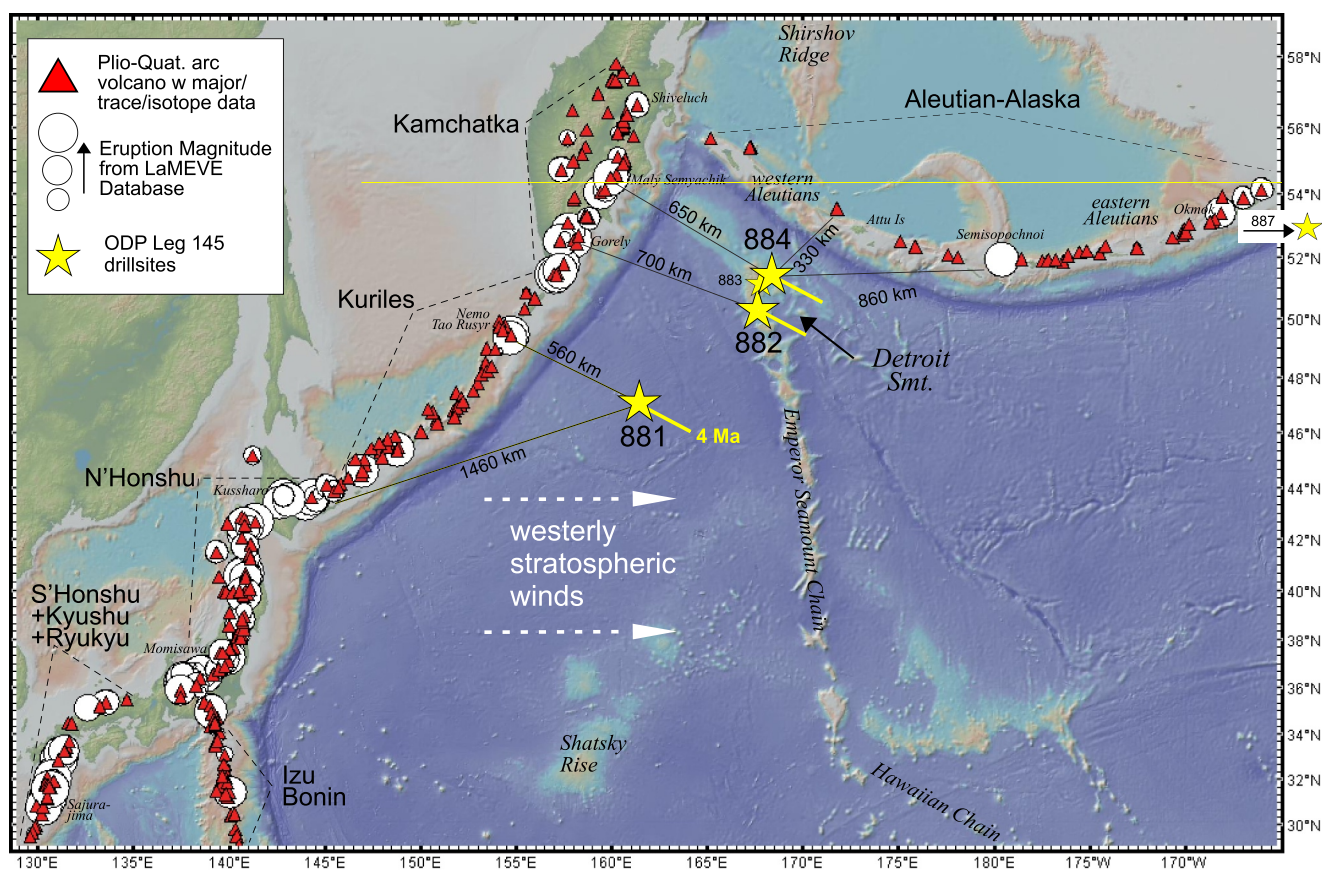 Plio-Quat. arc
volcano w major/
trace/isotope data
Eruption Magnitude
from LaMEVE
Database
ODP Leg 145
drillsites
Shirshov
Ridge
Aleutian-Alaska
Kamchatka
Shiveluch
Maly Semyachik
western
Aleutians
Attu Is
eastern
Aleutians
Okmok
Semisopochnoi
887
Gorely
650 km
700 km
884
883
330 km
860 km
882
Detroit
Smt.
Kuriles
Nemo
Tao Rusyr
560 km
881
4 Ma
1460 km
N'Honshu
Kussharo
westerly
stratospheric
winds
Emperor Seamount Chain
S'Honshu
+Kyushu
+Ryukyu
Momisawa
Izu
Bonin
Sajura-
jima
Shatsky
Rise
Hawaiian Chain
58°N
56°N
54°N
52°N
50°N
48°N
46°N
44°N
42°N
40°N
38°N
36°N
34°N
32°N
30°N
130°E
135°E
140°E
145°E
150°E
155°E
160°E
165°E
170°E
175°E
180°E
175°W
170°W